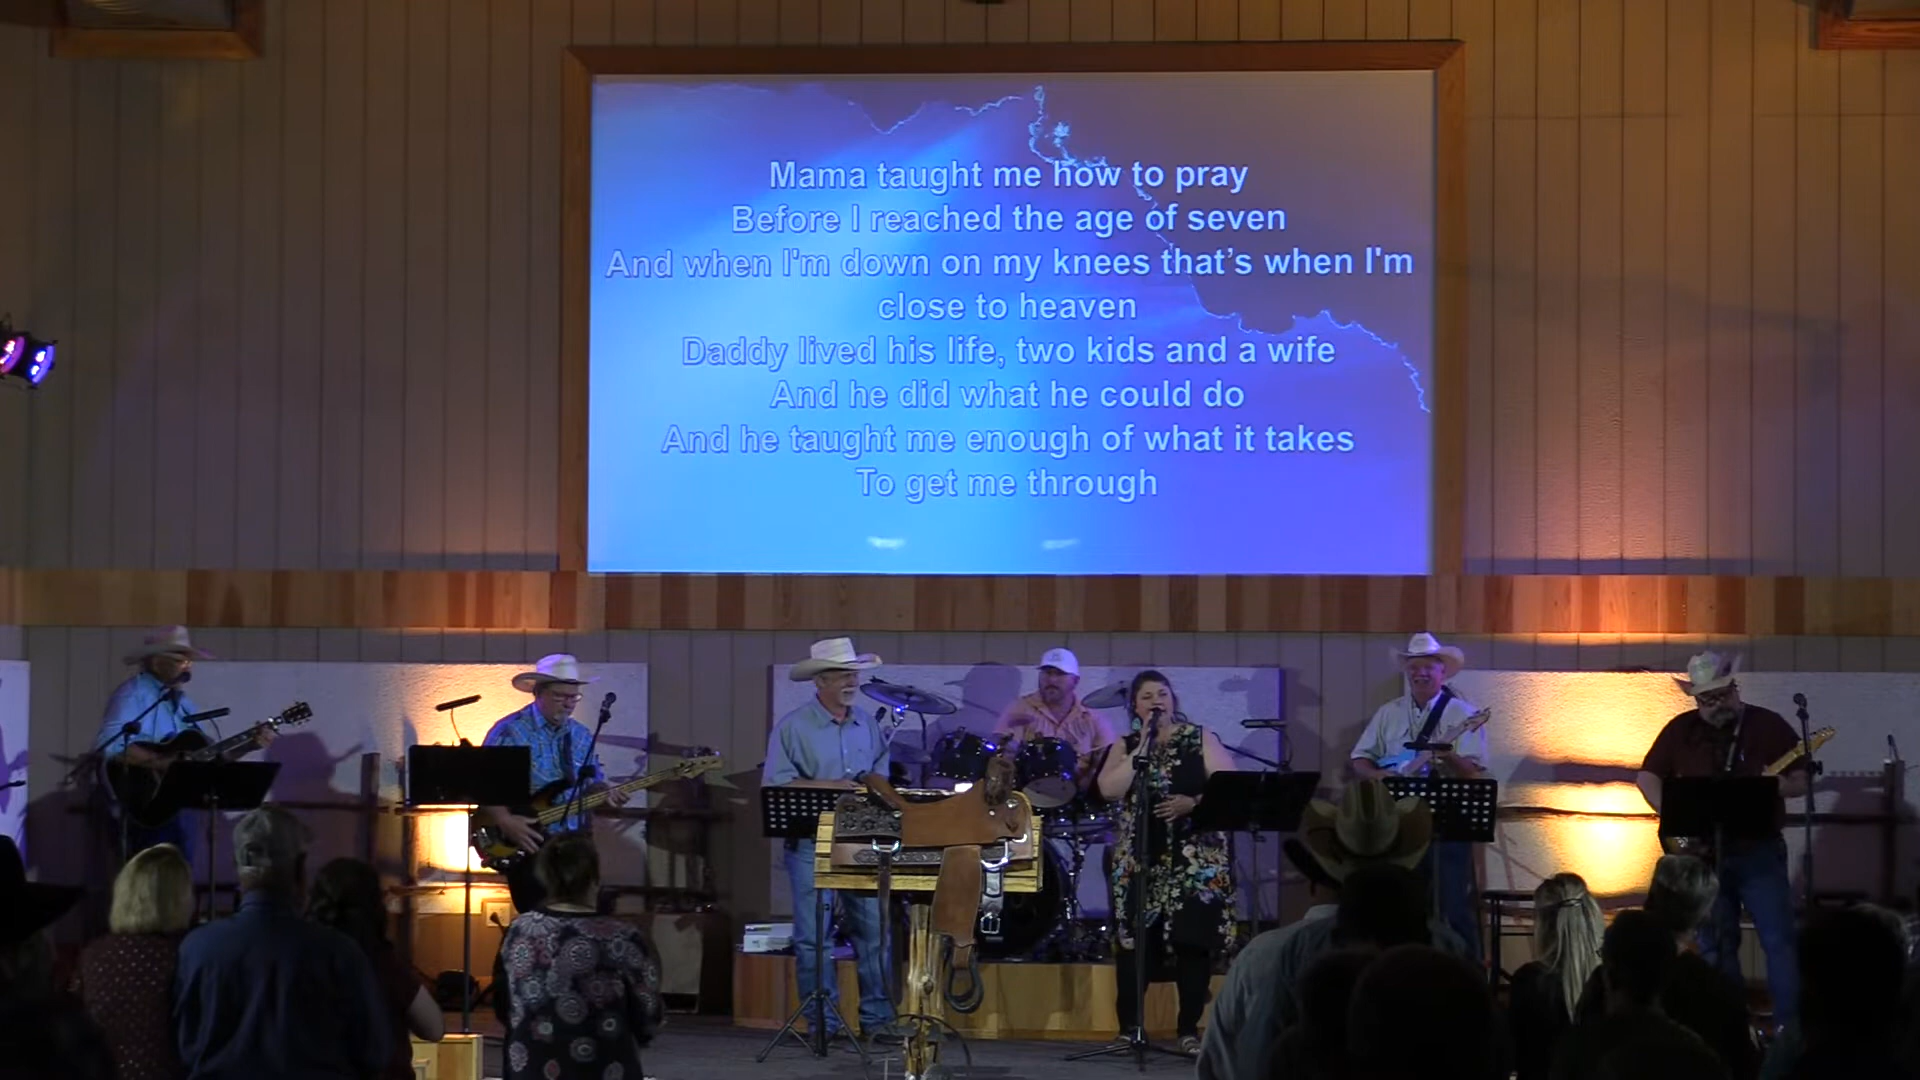 Mama taught me how to pray
Before I reached the age of seven
And when I'm down on my knees that’s when I'm
close to heaven
Daddy lived his life, two kids and a wife
And he did what he could do
And he taught me enough of what it takes
To get me through